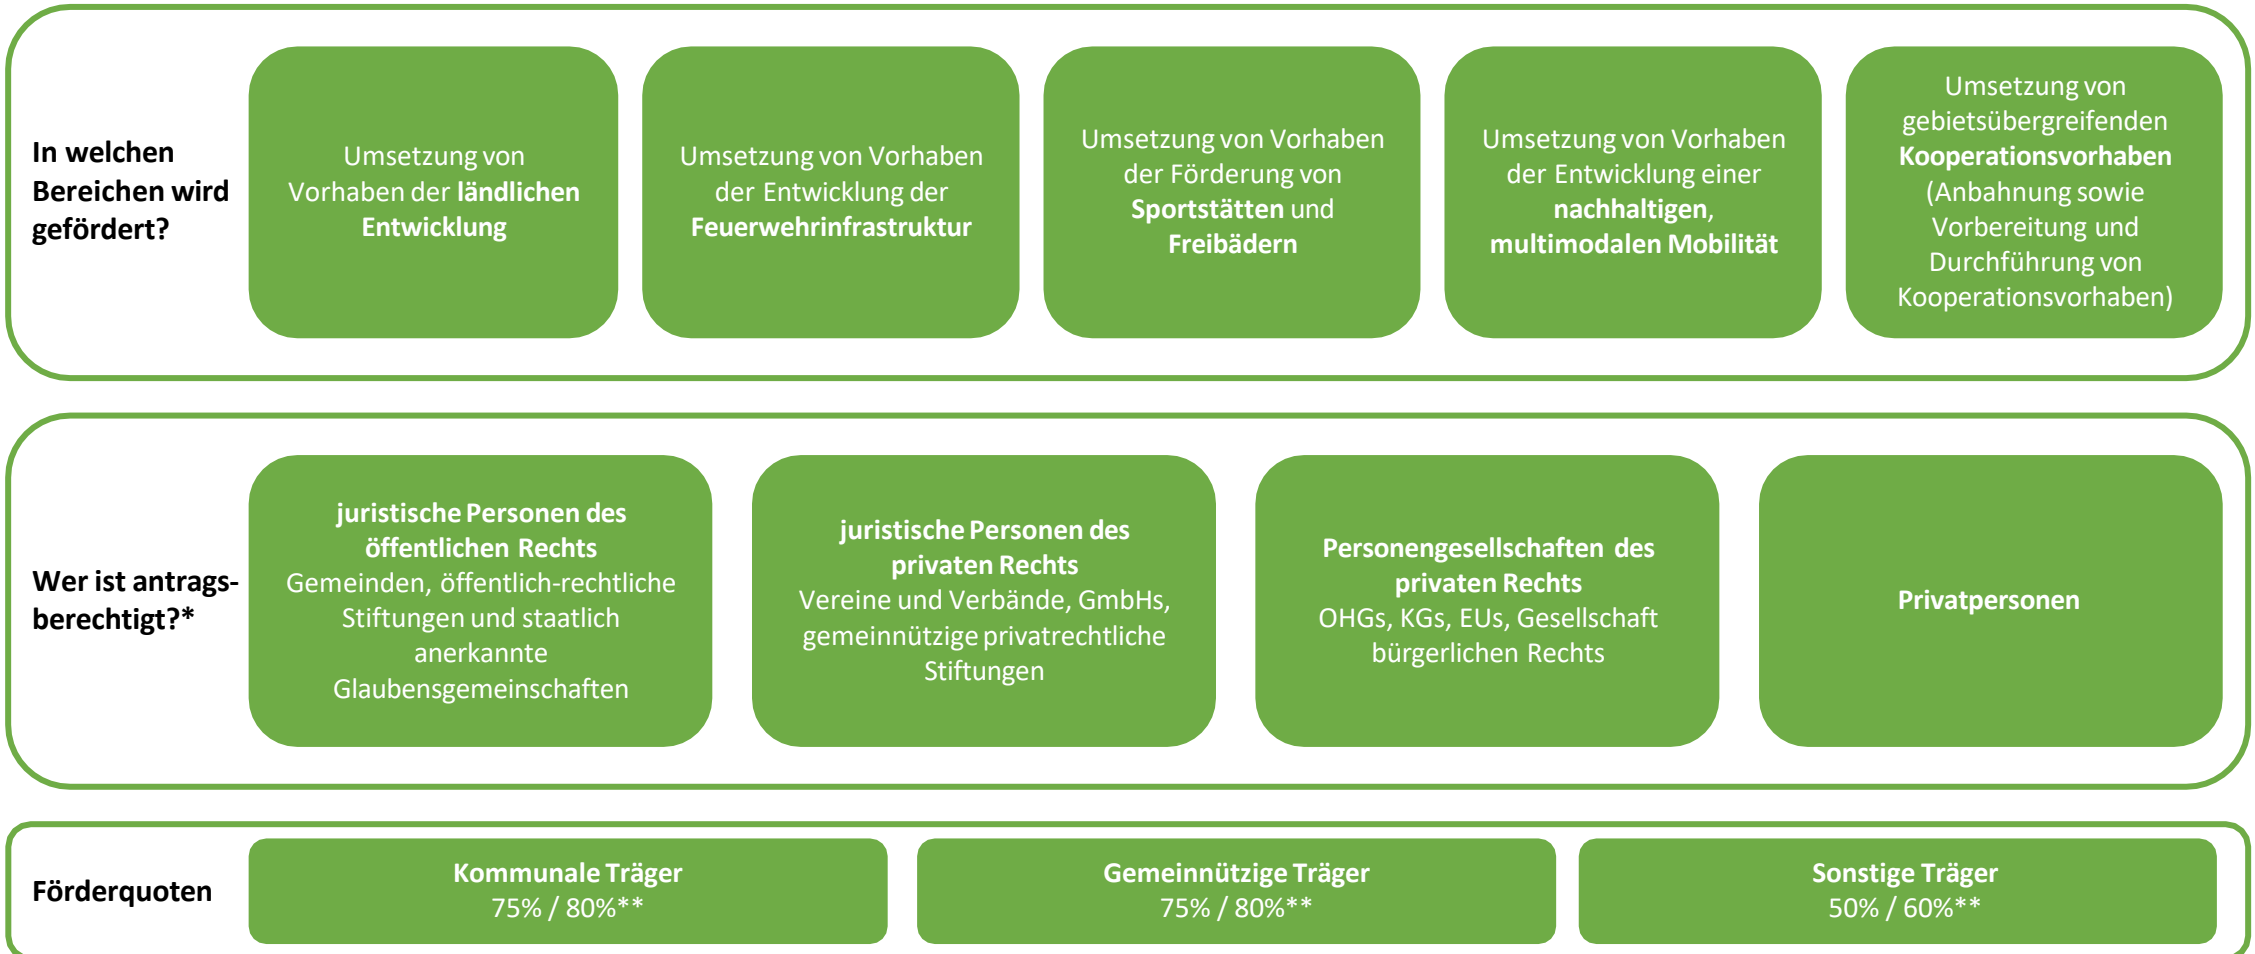 In welchen
Bereichen wird
gefördert?
Umsetzung von
Vorhaben der ländlichen
Entwicklung
Umsetzung von Vorhaben
der Entwicklung der
Feuerwehrinfrastruktur
Umsetzung von Vorhaben
der Förderung von
Sportstätten und
Freibädern
Umsetzung von Vorhaben
der Entwicklung einer
nachhaltigen,
multimodalen Mobilität
Umsetzung von
gebietsübergreifenden
Kooperationsvorhaben
(Anbahnung sowie
Vorbereitung und
Durchführung von
Kooperationsvorhaben)
Wer ist antrags-
berechtigt?*
juristische Personen des
öffentlichen Rechts
Gemeinden, öffentlich-rechtliche
Stiftungen und staatlich
anerkannte
Glaubensgemeinschaften
juristische Personen des
privaten Rechts
Vereine und Verbände, GmbHs,
gemeinnützige privatrechtliche
Stiftungen
Personengesellschaften des
privaten Rechts
OHGs, KGs, EUs, Gesellschaft
bürgerlichen Rechts
Privatpersonen
Förderquoten
Kommunale Träger
75% / 80%**
Gemeinnützige Träger
75% / 80%**
Sonstige Träger
50% / 60%**